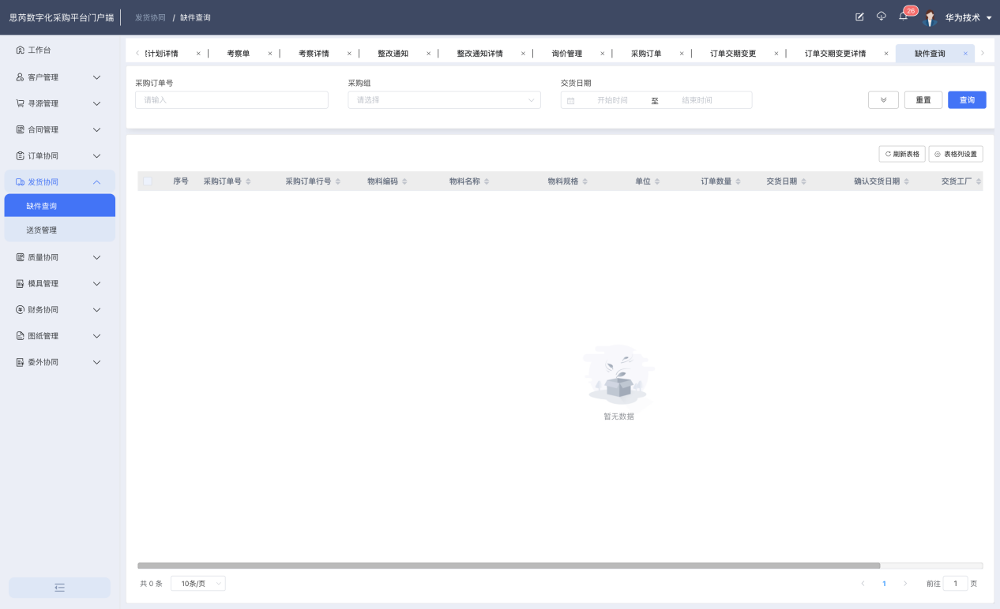 思芮数字化采购平台门户端
发货协同 / 缺件查询
26
华为技术
工作台
客户管理
寻源管理
合同管理
订单协同
发货协同
缺件查询
送货管理
质量协同
模具管理
财务协同
图纸管理
委外协同
计划详情 × 考察单 × 考察详情 × 整改通知 × 整改通知详情 × 询价管理 × 采购订单 × 订单交期变更 × 订单交期变更详情 × 缺件查询 ×
采购订单号 采购组 交货日期
请输入 请选择 开始时间 至 结束时间 重置 查询
刷新表格 表格列设置
序号 采购订单号 采购订单行号 物料编码 物料名称 物料规格 单位 订单数量 交货日期 确认交货日期 交货工厂
暂无数据
共 0 条 10条/页 1 前往 1 页